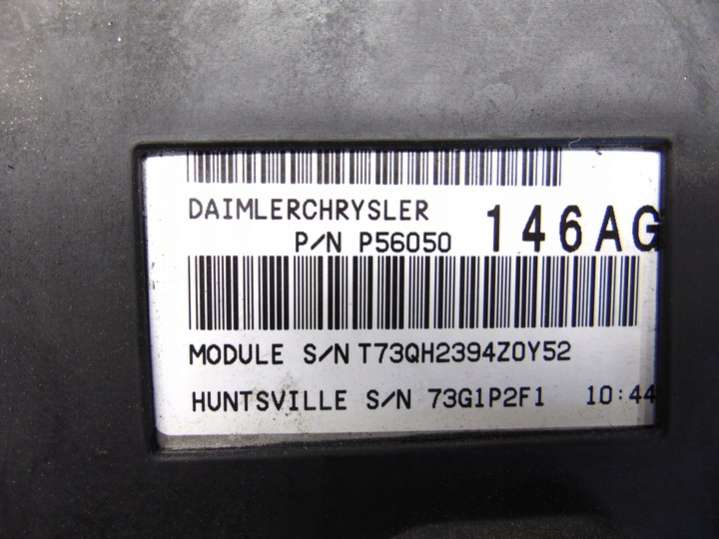 DAIMLERCHRYSLER
P/N P56050 146AG
MODULE S/N T73QH2394Z0Y52
HUNTSVILLE S/N 73G1P2F1 10:44